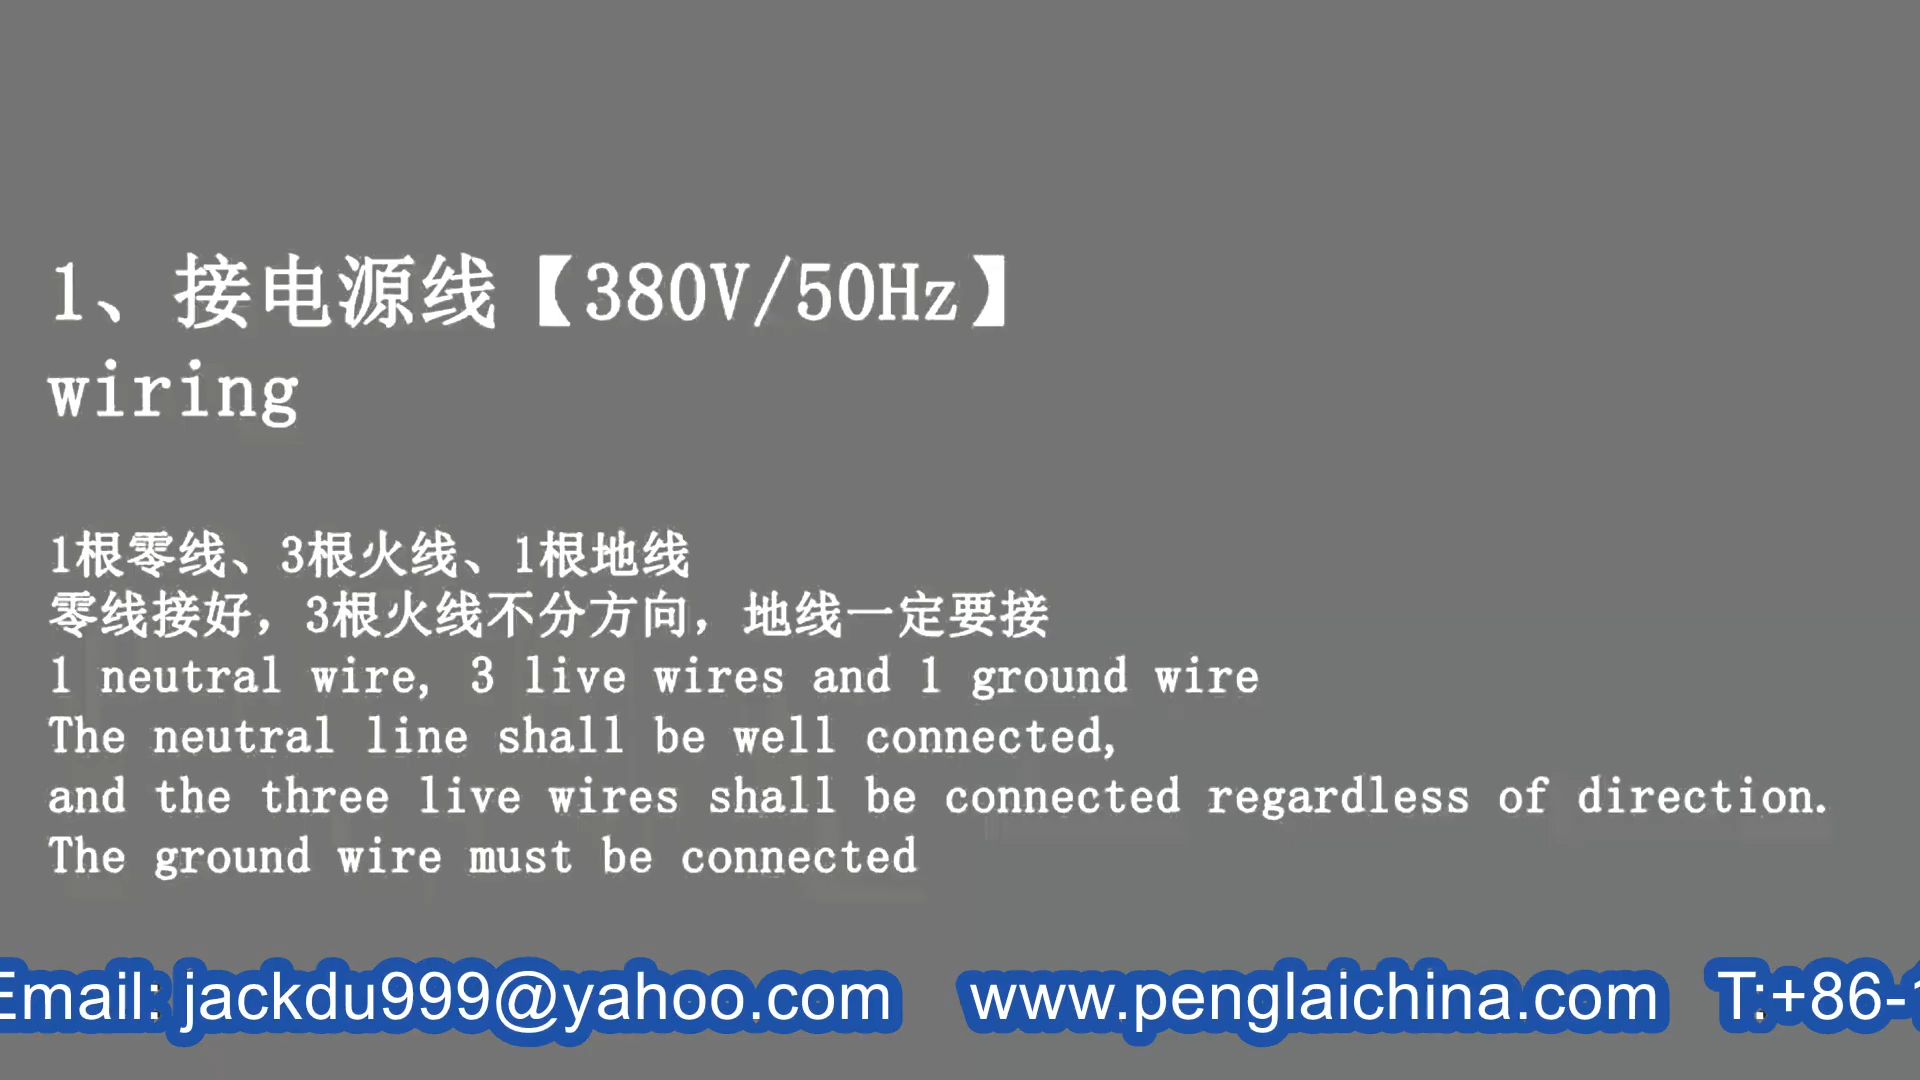 1、接电源线【380V/50Hz】
wiring
1根零线、3根火线、1根地线
零线接好，3根火线不分方向，地线一定要接
1 neutral wire, 3 live wires and 1 ground wire
The neutral line shall be well connected,
and the three live wires shall be connected regardless of direction.
The ground wire must be connected
Email: jackdu999@yahoo.com www.penglaichina.com T:+86-1